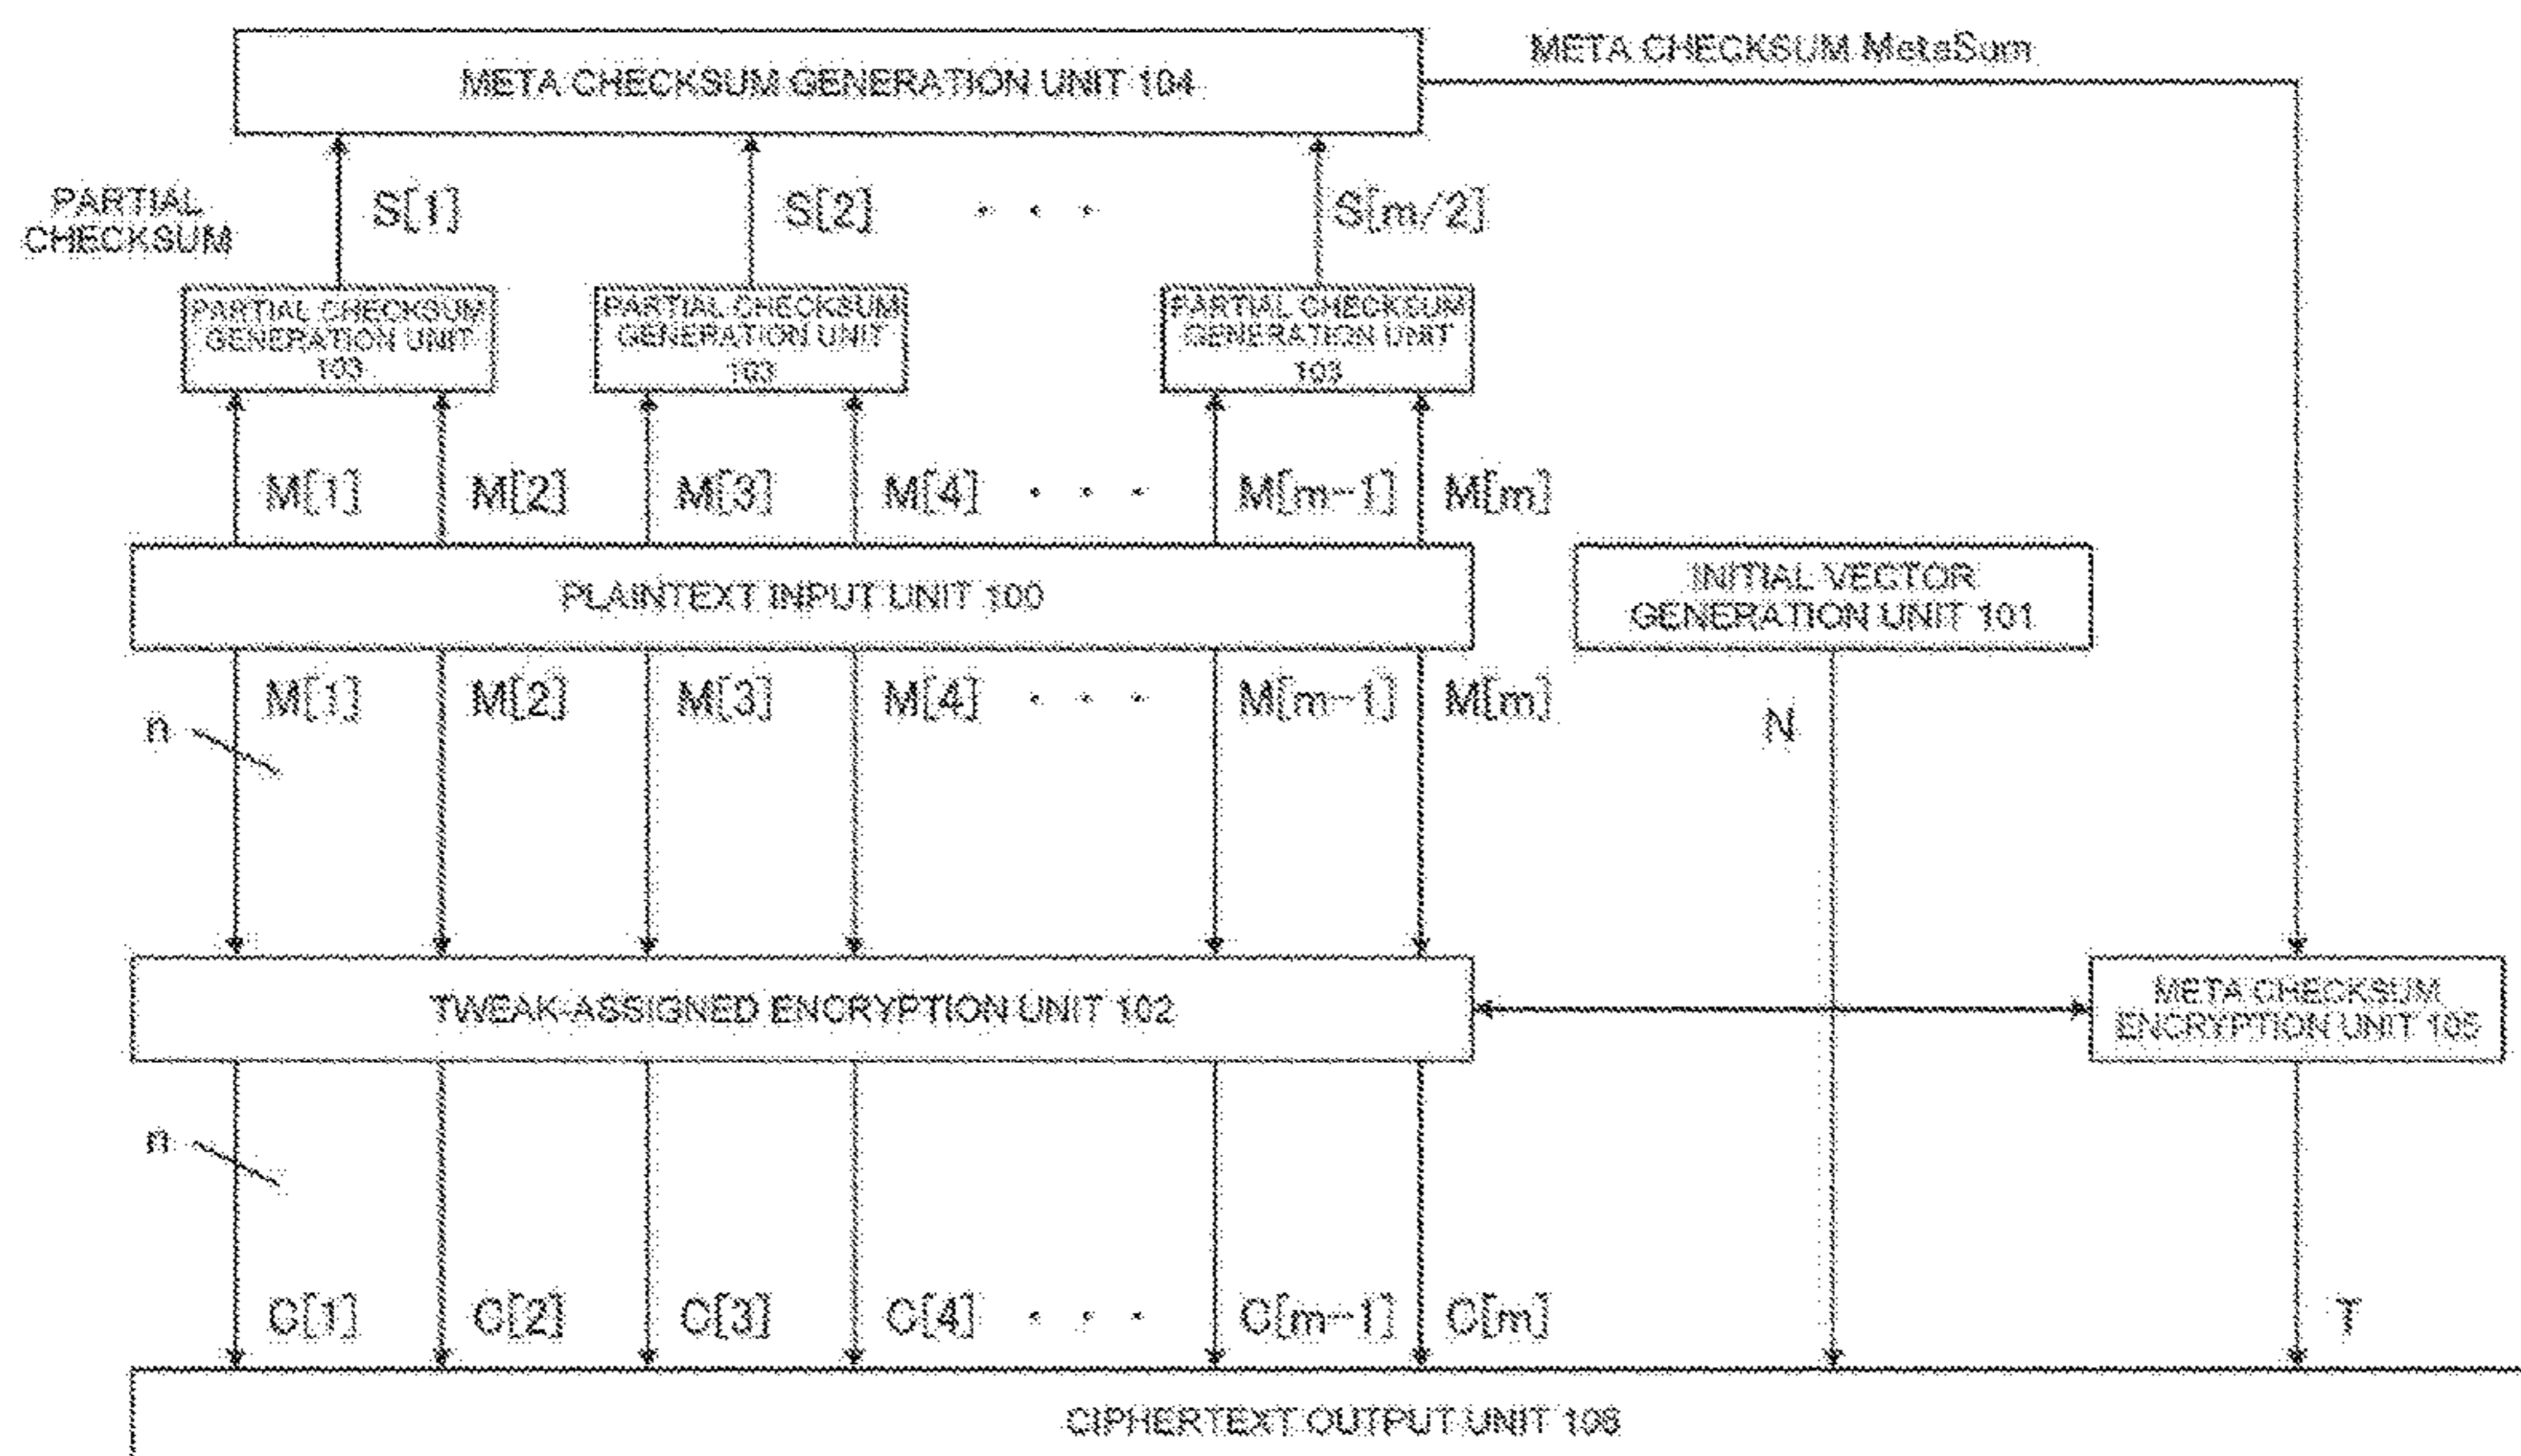 META CHECKSUM GENERATION UNIT 104
META CHECKSUM MetaSum
PARTIAL
CHECKSUM
S[1]
S[2]
· · ·
S[m/2]
PARTIAL CHECKSUM
GENERATION UNIT
103
PARTIAL CHECKSUM
GENERATION UNIT
103
PARTIAL CHECKSUM
GENERATION UNIT
103
M[1]
M[2]
M[3]
M[4]
· · ·
M[m-1]
M[m]
PLAINTEXT INPUT UNIT 100
INITIAL VECTOR
GENERATION UNIT 101
n
M[1]
M[2]
M[3]
M[4]
· · ·
M[m-1]
M[m]
N
TWEAK-ASSIGNED ENCRYPTION UNIT 102
META CHECKSUM
ENCRYPTION UNIT 105
n
C[1]
C[2]
C[3]
C[4]
· · ·
C[m-1]
C[m]
T
CIPHERTEXT OUTPUT UNIT 106